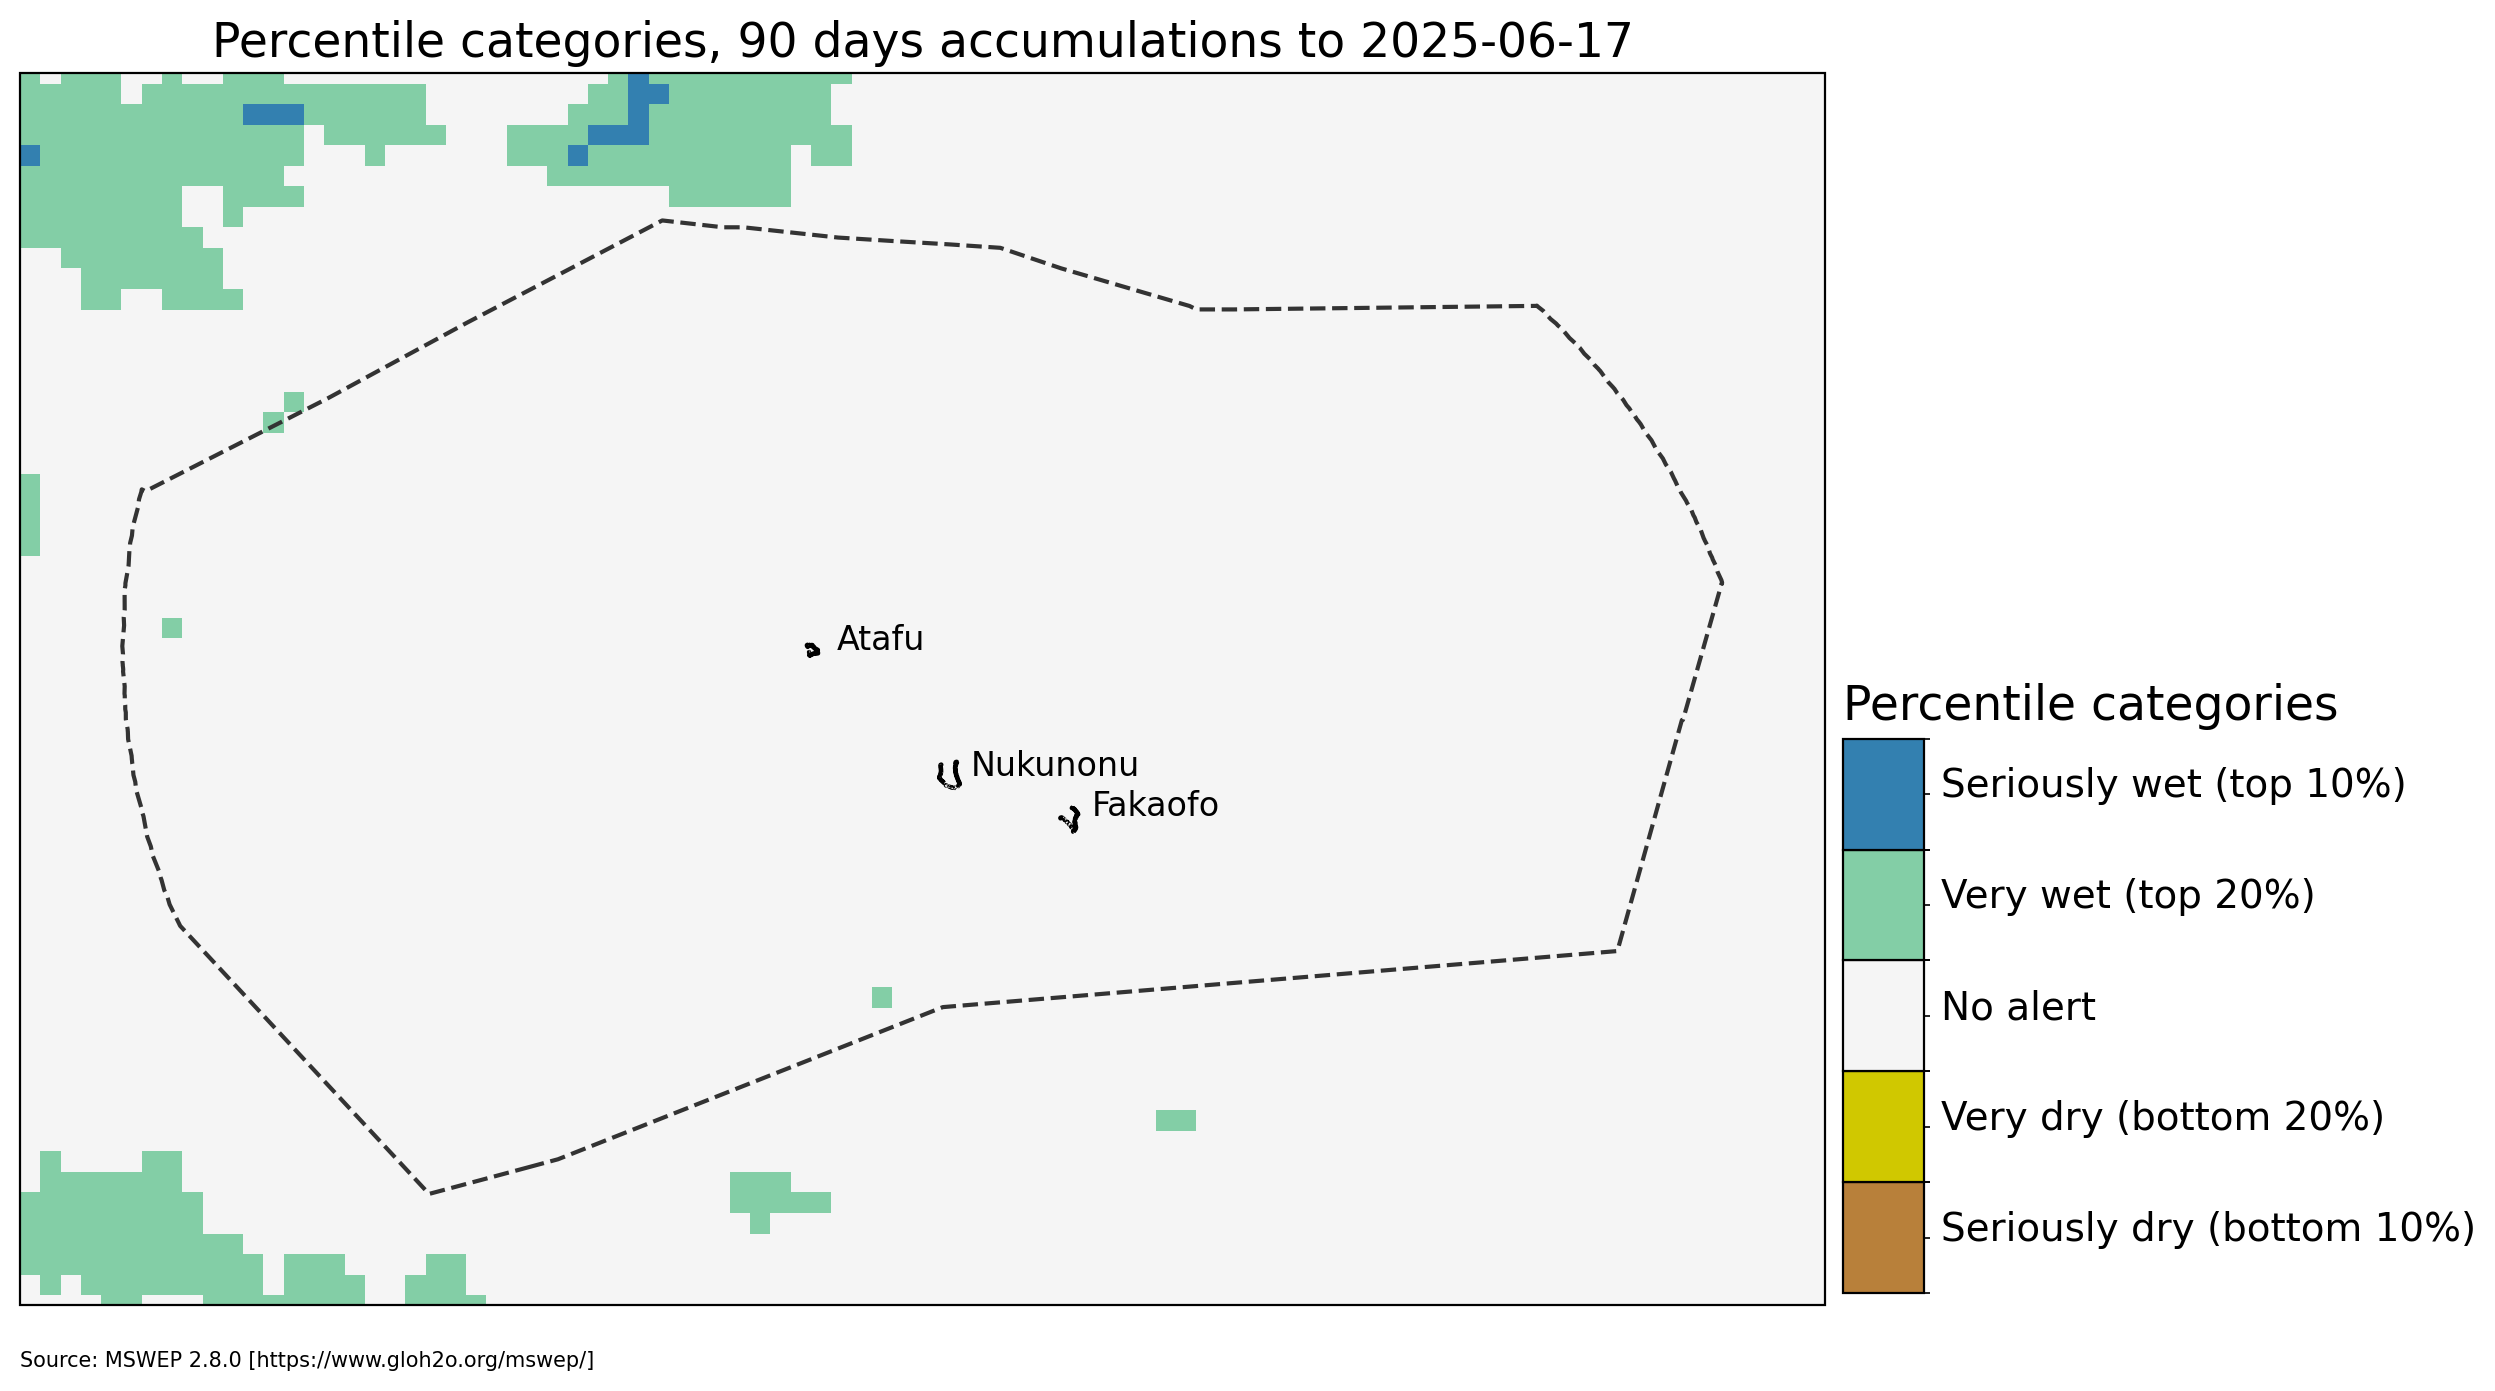 Percentile categories, 90 days accumulations to 2025-06-17
Atafu
Nukunonu
Fakaofo
Percentile categories
Seriously wet (top 10%)
Very wet (top 20%)
No alert
Very dry (bottom 20%)
Seriously dry (bottom 10%)
Source: MSWEP 2.8.0 [https://www.gloh2o.org/mswep/]